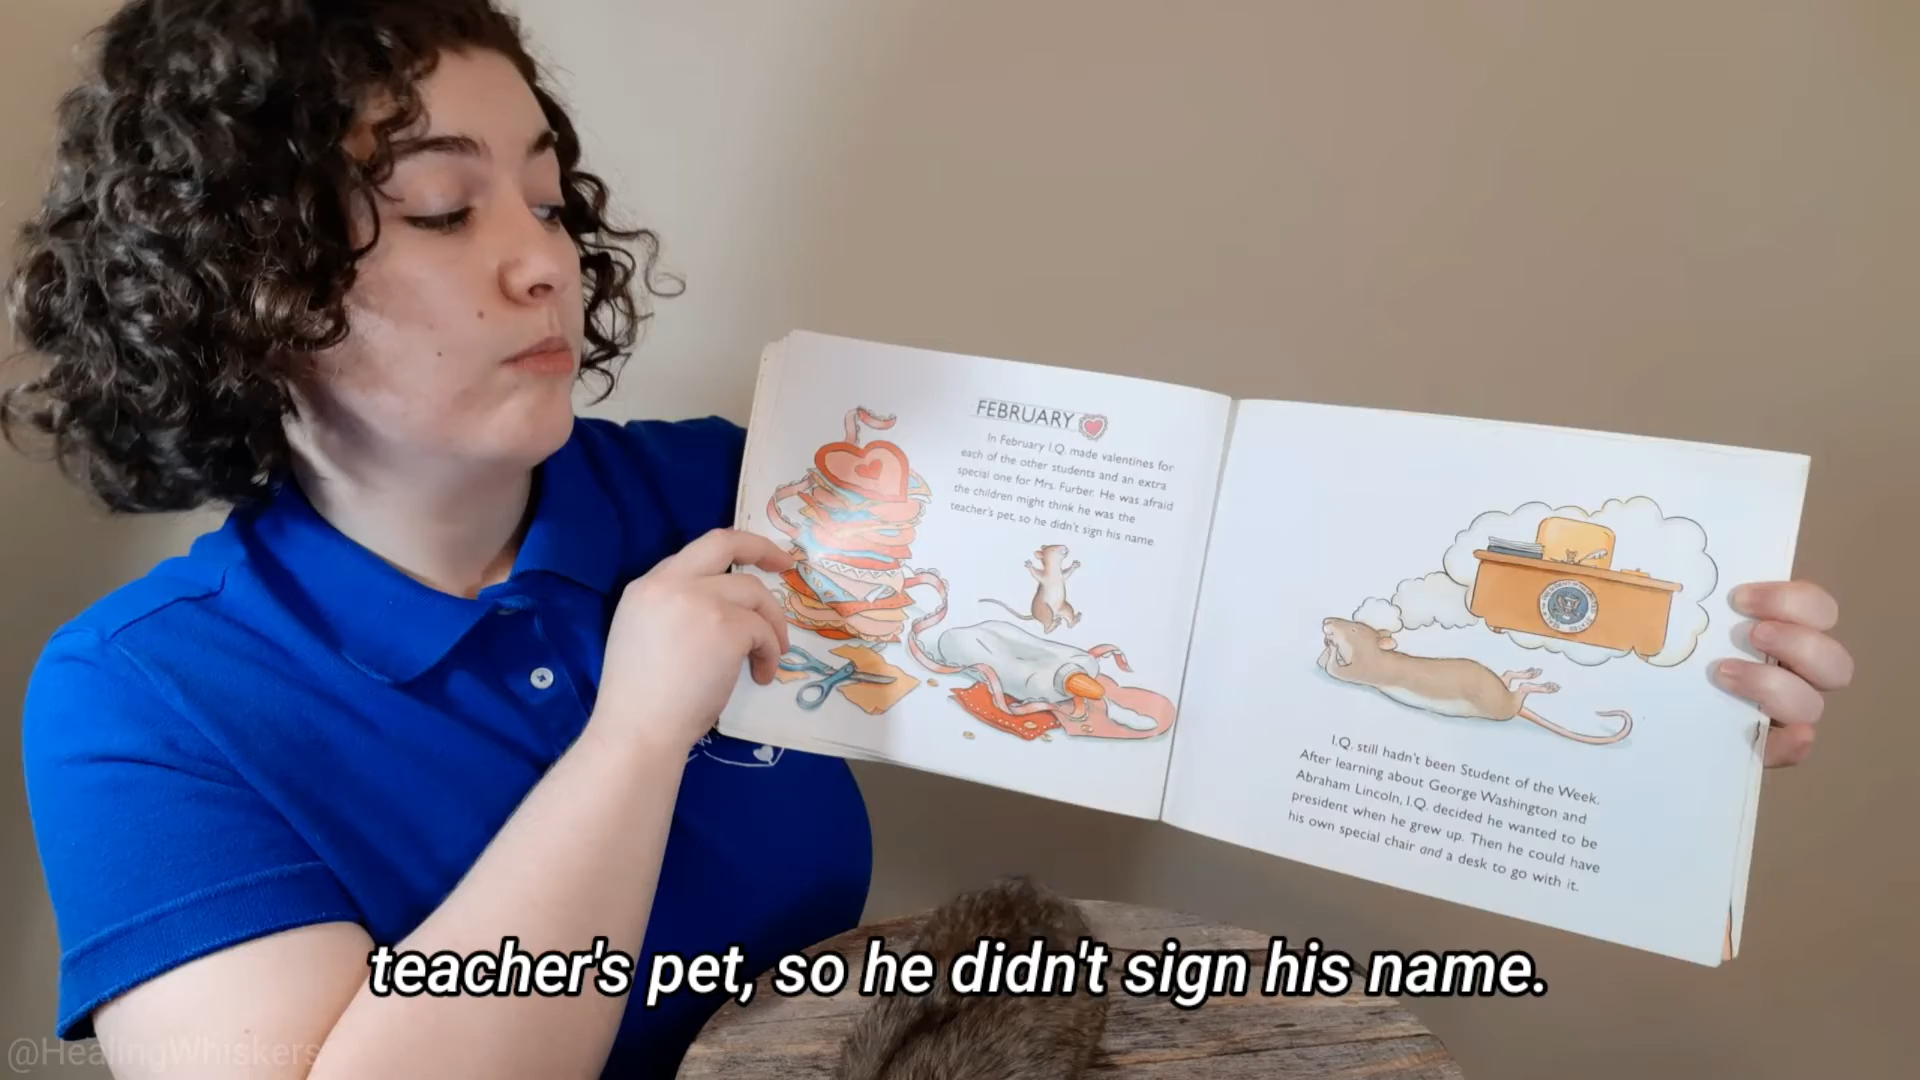 FEBRUARY
In February I.Q. made valentines for
each of the other students and an extra
special one for Mrs. Furber. He was afraid
the children might think he was the
teacher's pet, so he didn't sign his name.
I.Q. still hadn't been Student of the Week.
After learning about George Washington and
Abraham Lincoln, I.Q. decided he wanted to be
president when he grew up. Then he could have
his own special chair and a desk to go with it.
teacher's pet, so he didn't sign his name.
@HealingWhiskers